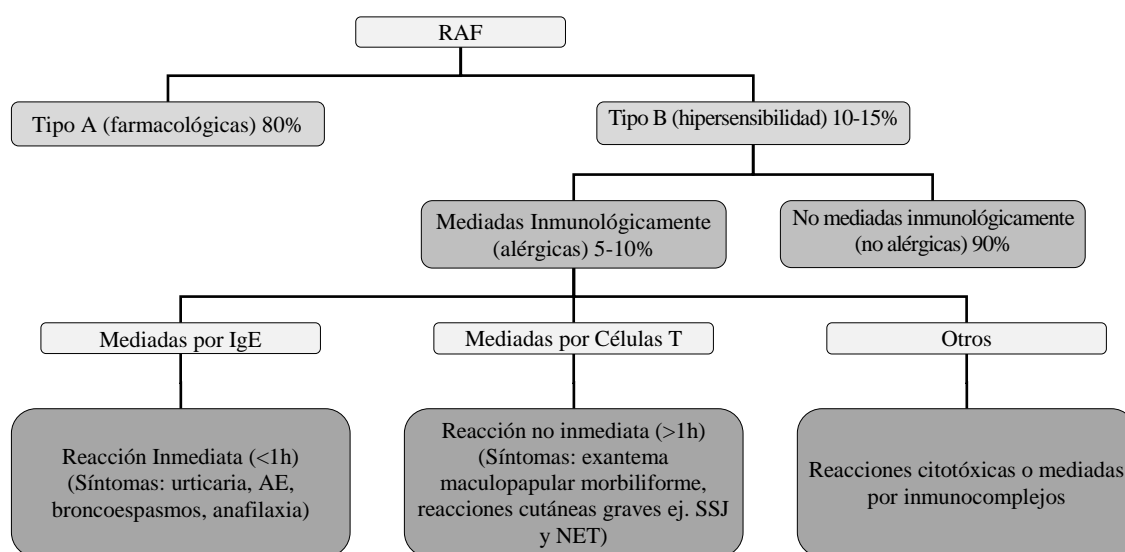 RAF
Tipo A (farmacológicas) 80%
Tipo B (hipersensibilidad) 10-15%
Mediadas Inmunológicamente
(alérgicas) 5-10%
No mediadas inmunológicamente
(no alérgicas) 90%
Mediadas por IgE
Mediadas por Células T
Otros
Reacción Inmediata (<1h)
(Síntomas: urticaria, AE,
broncoespasmos, anafilaxia)
Reacción no inmediata (>1h)
(Síntomas: exantema
maculopapular morbiliforme,
reacciones cutáneas graves ej. SSJ
y NET)
Reacciones citotóxicas o mediadas
por inmunocomplejos